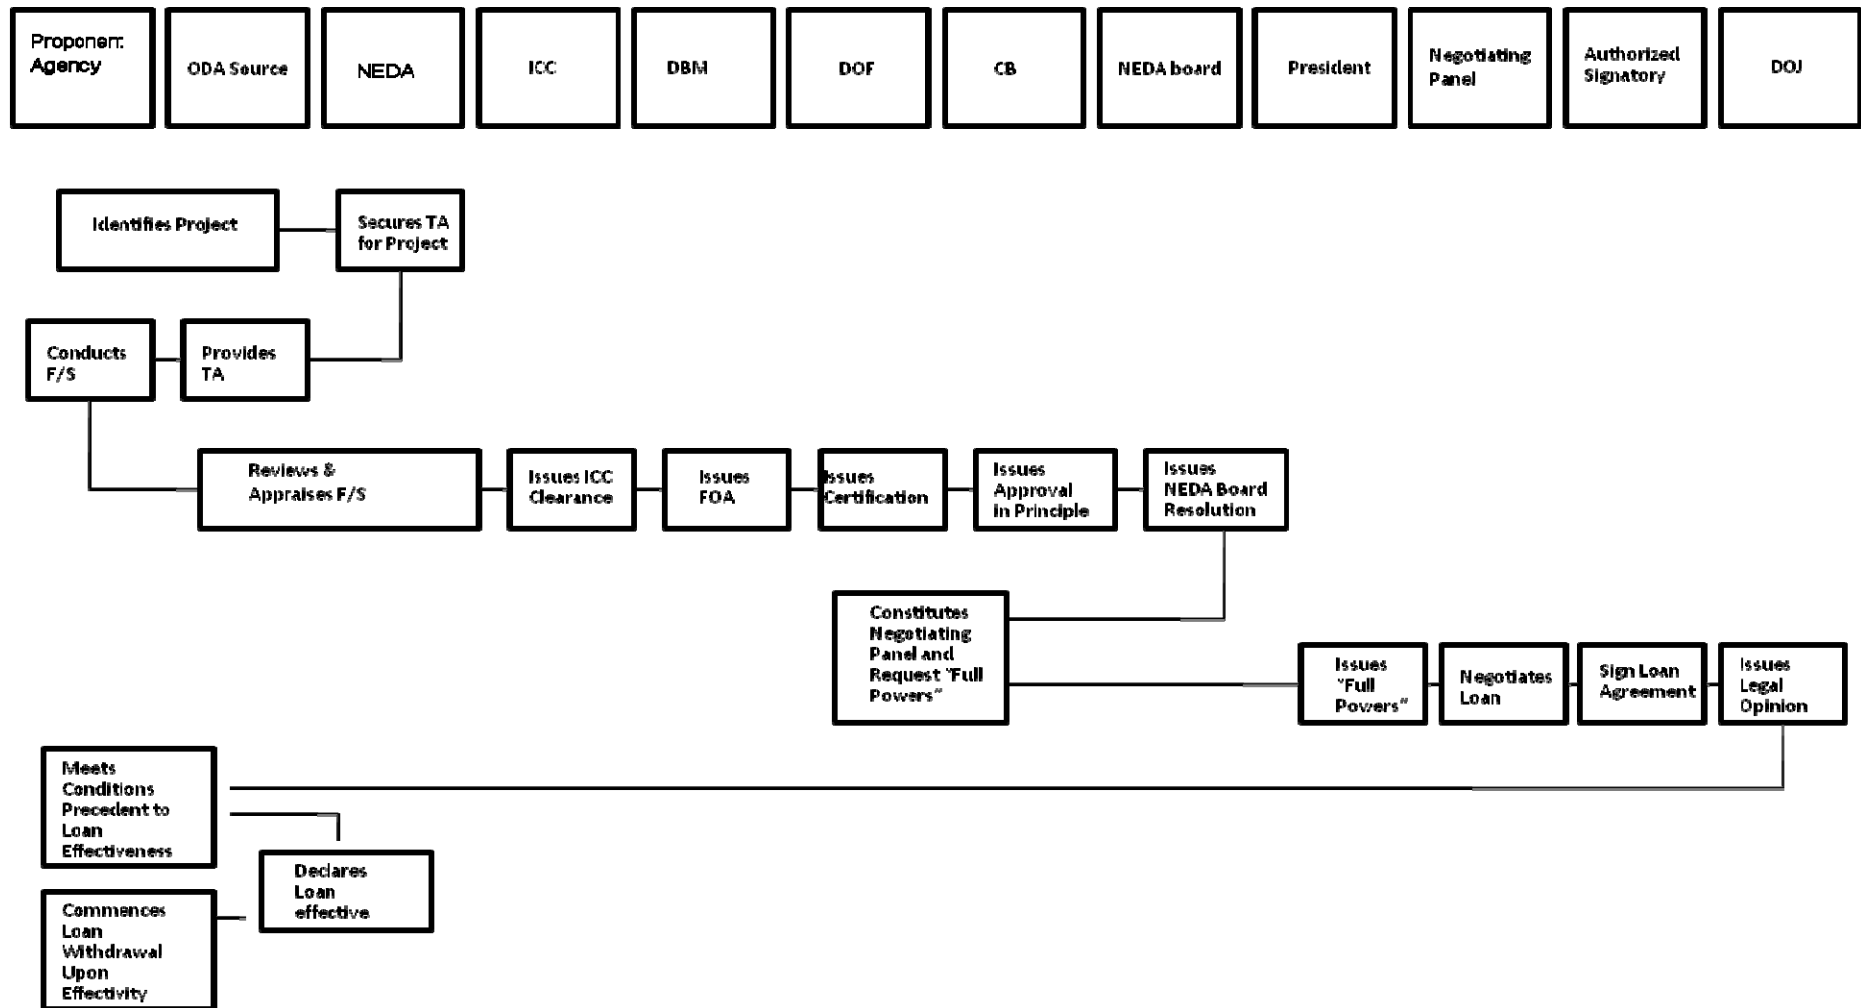 Proponent
Agency
ODA Source
NEDA
ICC
DBM
DOF
CB
NEDA board
President
Negotiating
Panel
Authorized
Signatory
DOJ
Identifies Project
Secures TA
for Project
Conducts
F/S
Provides
TA
Reviews &
Appraises F/S
Issues ICC
Clearance
Issues
FOA
Issues
Certification
Issues
Approval
in Principle
Issues
NEDA Board
Resolution
Constitutes
Negotiating
Panel and
Request "Full
Powers"
Issues
"Full
Powers"
Negotiates
Loan
Sign Loan
Agreement
Issues
Legal
Opinion
Meets
Conditions
Precedent to
Loan
Effectiveness
Declares
Loan
effective
Commences
Loan
Withdrawal
Upon
Effectivity